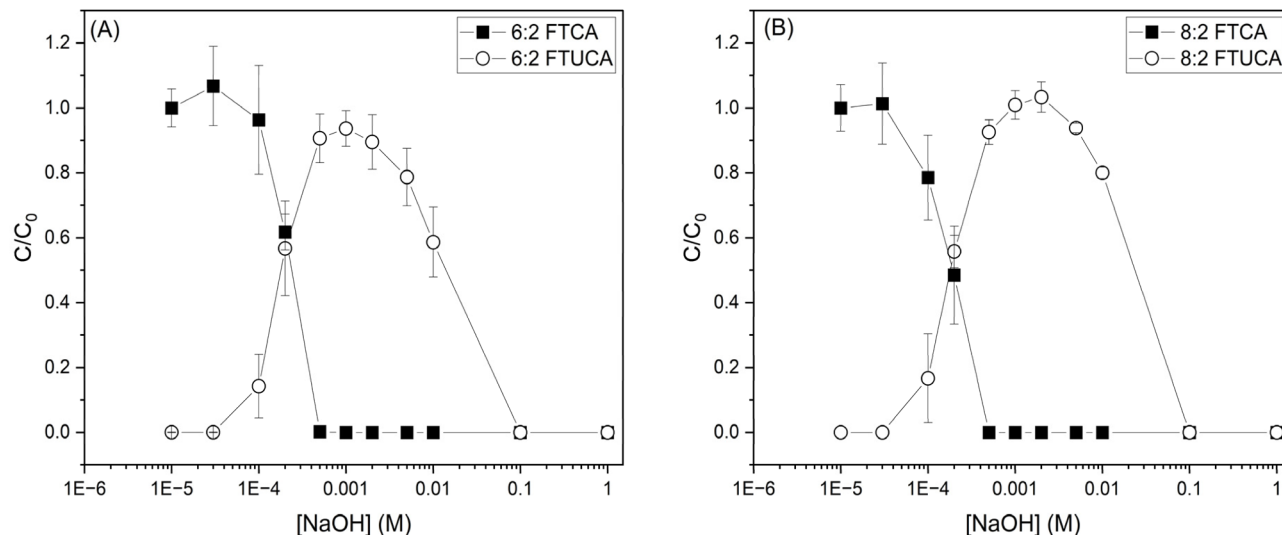 (A)
6:2 FTCA
6:2 FTUCA
1.2
1.0
0.8
0.6
0.4
0.2
0.0
C/C0
1E-6
1E-5
1E-4
0.001
0.01
0.1
1
[NaOH] (M)
(B)
8:2 FTCA
8:2 FTUCA
1.2
1.0
0.8
0.6
0.4
0.2
0.0
C/C0
1E-6
1E-5
1E-4
0.001
0.01
0.1
1
[NaOH] (M)